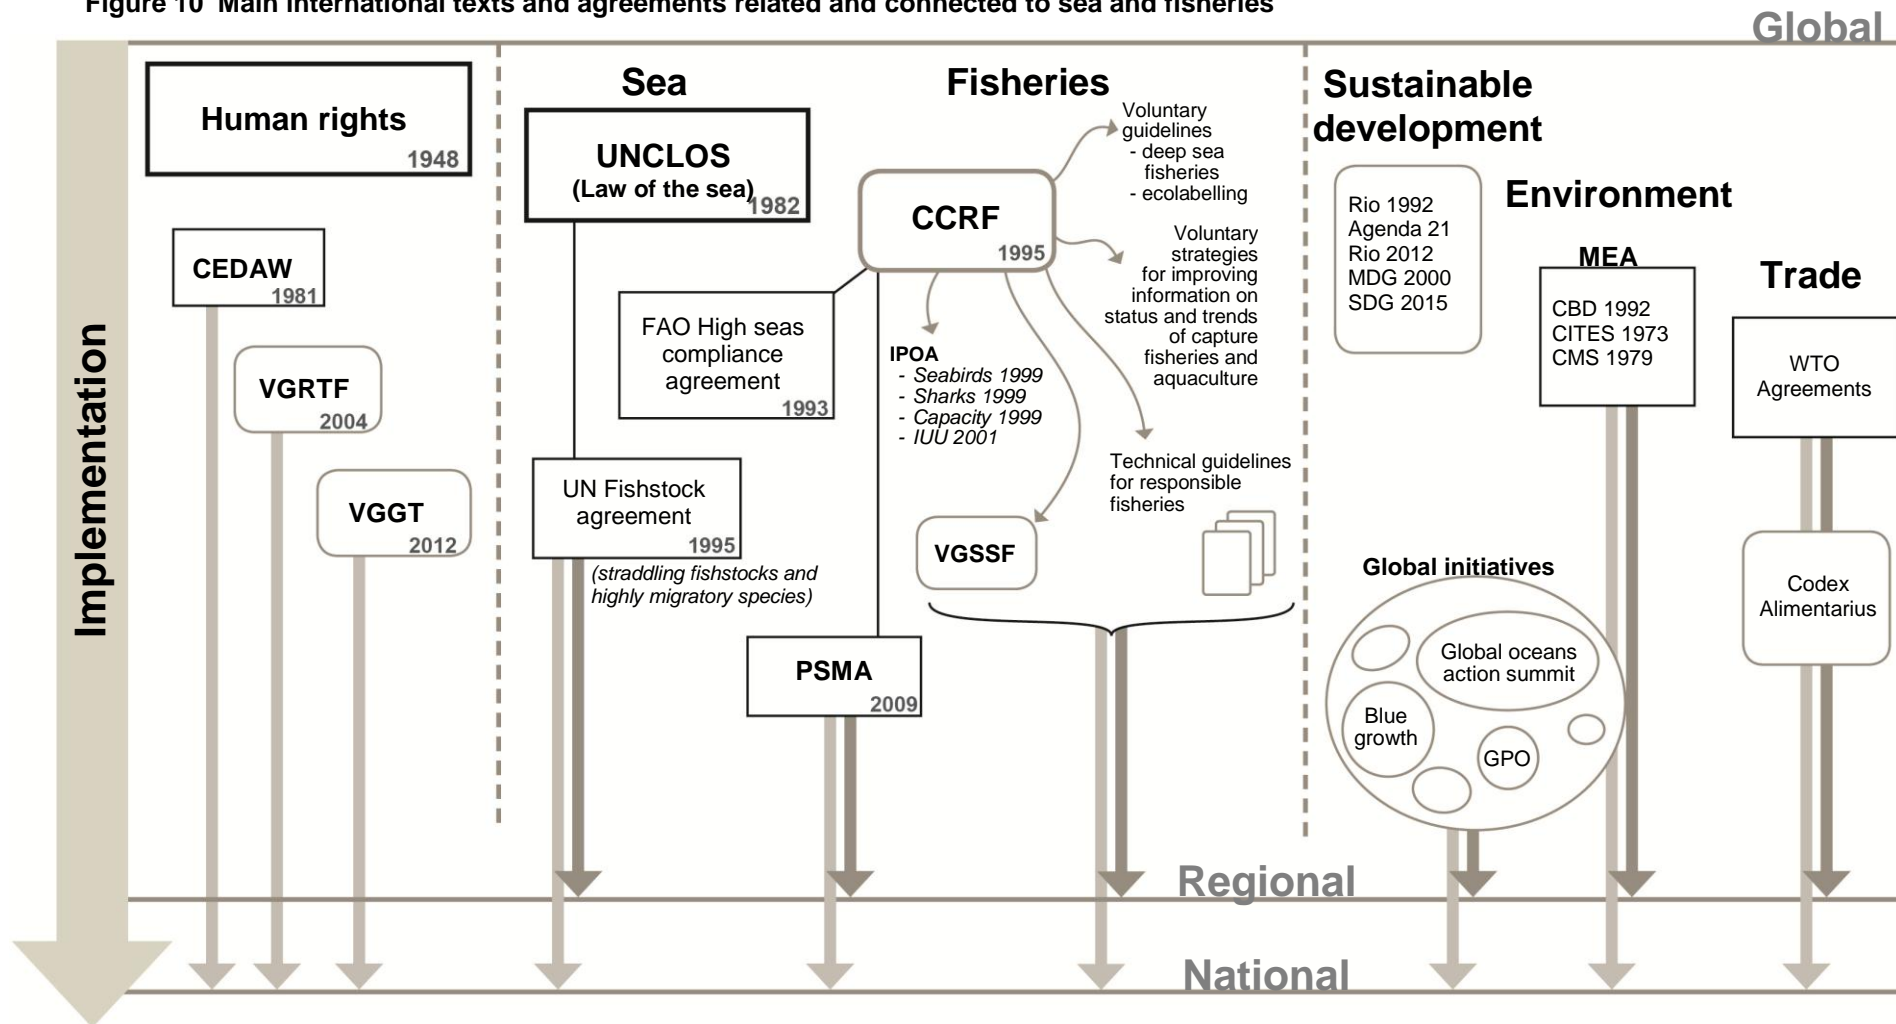 Figure 10 Main international texts and agreements related and connected to sea and fisheries
Global
Implementation
Human rights
1948
CEDAW
1981
VGRTF
2004
VGGT
2012
Sea
UNCLOS
(Law of the sea)
1982
FAO High seas
compliance
agreement
1993
UN Fishstock
agreement
1995
(straddling fishstocks and
highly migratory species)
PSMA
2009
Fisheries
CCRF
1995
Voluntary
guidelines
- deep sea
fisheries
- ecolabelling
Voluntary
strategies
for improving
information on
status and trends
of capture
fisheries and
aquaculture
IPOA
- Seabirds 1999
- Sharks 1999
- Capacity 1999
- IUU 2001
Technical guidelines
for responsible
fisheries
VGSSF
Sustainable
development
Rio 1992
Agenda 21
Rio 2012
MDG 2000
SDG 2015
Environment
MEA
CBD 1992
CITES 1973
CMS 1979
Trade
WTO
Agreements
Codex
Alimentarius
Global initiatives
Global oceans
action summit
Blue
growth
GPO
Regional
National